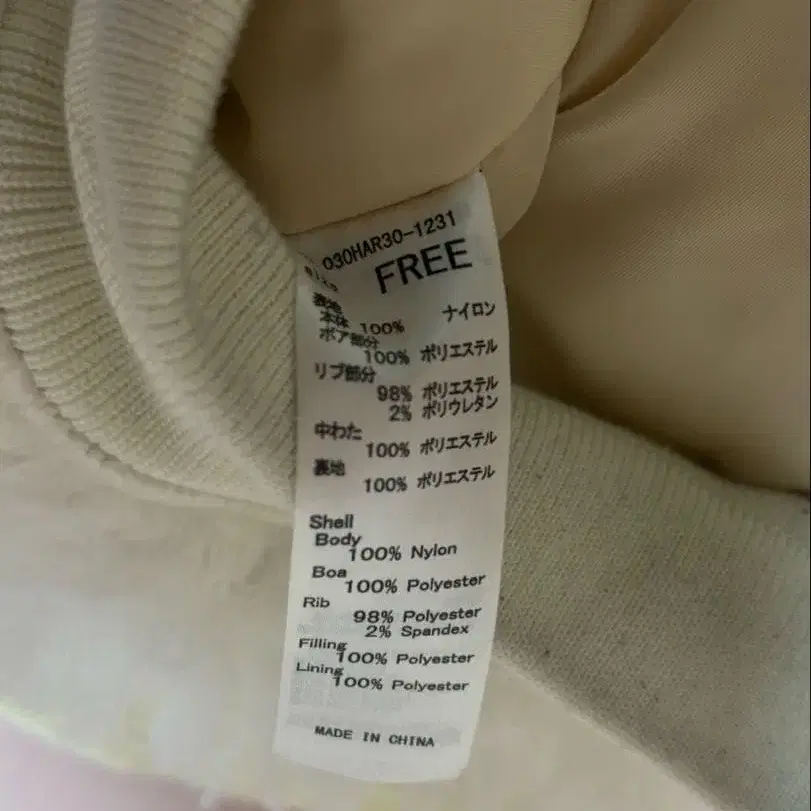 030HAR30-1231
FREE
表地
本体 100% ナイロン
ボア部分
100% ポリエステル
リブ部分
98% ポリエステル
2% ポリウレタン
中わた
100% ポリエステル
裏地
100% ポリエステル
Shell
Body
100% Nylon
Boa
100% Polyester
Rib
98% Polyester
2% Spandex
Filling
100% Polyester
Lining
100% Polyester
MADE IN CHINA